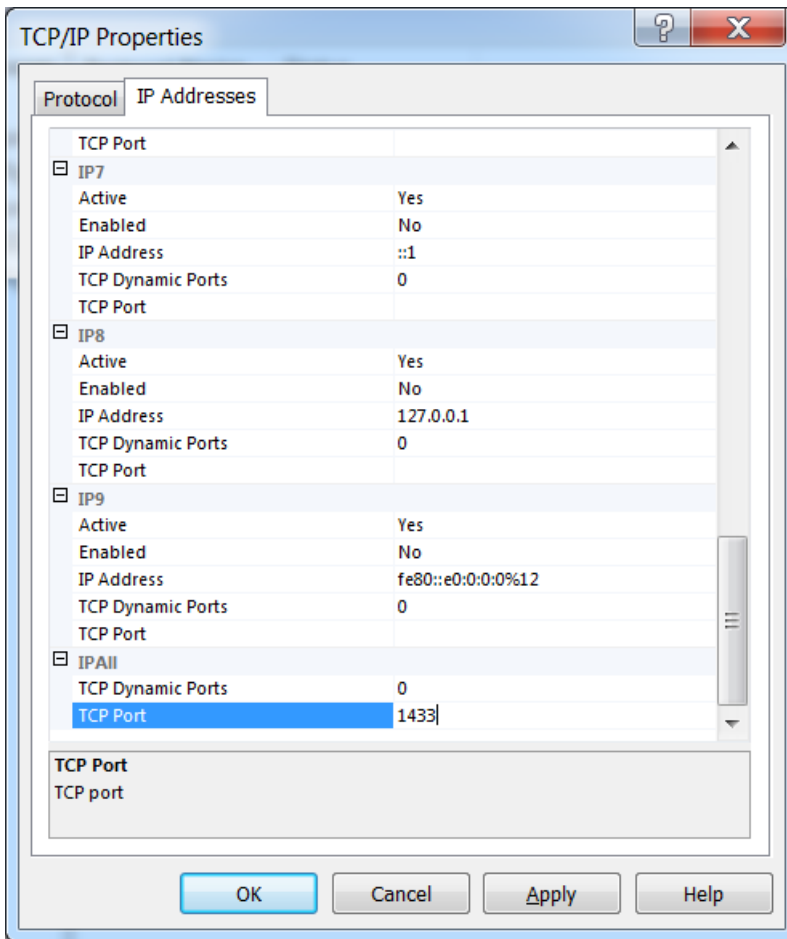 TCP/IP Properties
Protocol IP Addresses
TCP Port
IP7
Active Yes
Enabled No
IP Address ::1
TCP Dynamic Ports 0
TCP Port
IP8
Active Yes
Enabled No
IP Address 127.0.0.1
TCP Dynamic Ports 0
TCP Port
IP9
Active Yes
Enabled No
IP Address fe80::e0:0:0:0%12
TCP Dynamic Ports 0
TCP Port
IPAll
TCP Dynamic Ports 0
TCP Port 1433
TCP Port
TCP port
OK Cancel Apply Help